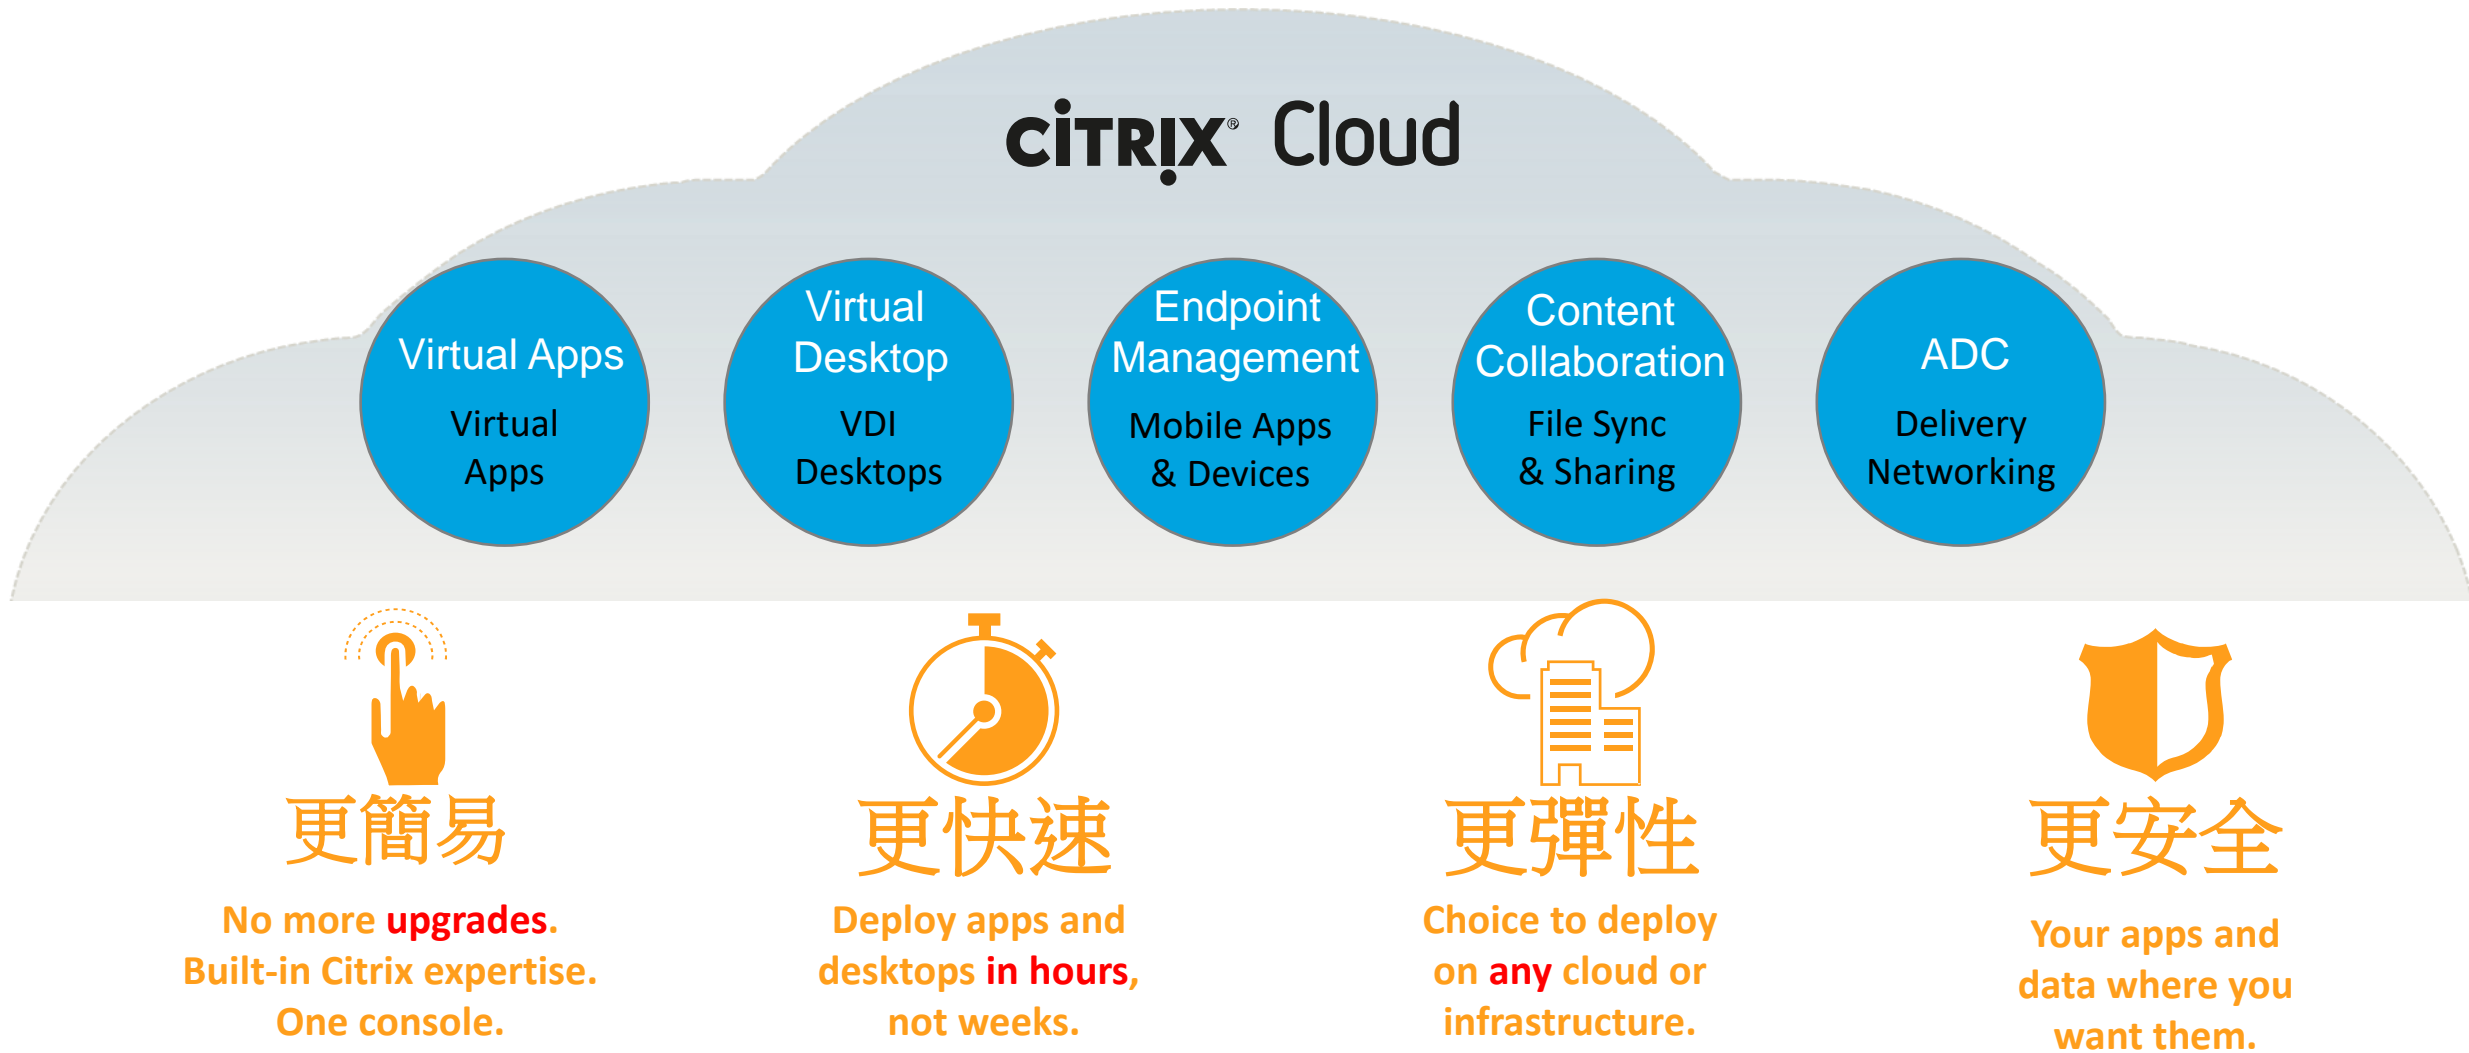 CITRIX® Cloud
Virtual Apps
Virtual
Apps
Virtual
Desktop
VDI
Desktops
Endpoint
Management
Mobile Apps
& Devices
Content
Collaboration
File Sync
& Sharing
ADC
Delivery
Networking
更簡易
No more upgrades.
Built-in Citrix expertise.
One console.
更快速
Deploy apps and
desktops in hours,
not weeks.
更彈性
Choice to deploy
on any cloud or
infrastructure.
更安全
Your apps and
data where you
want them.